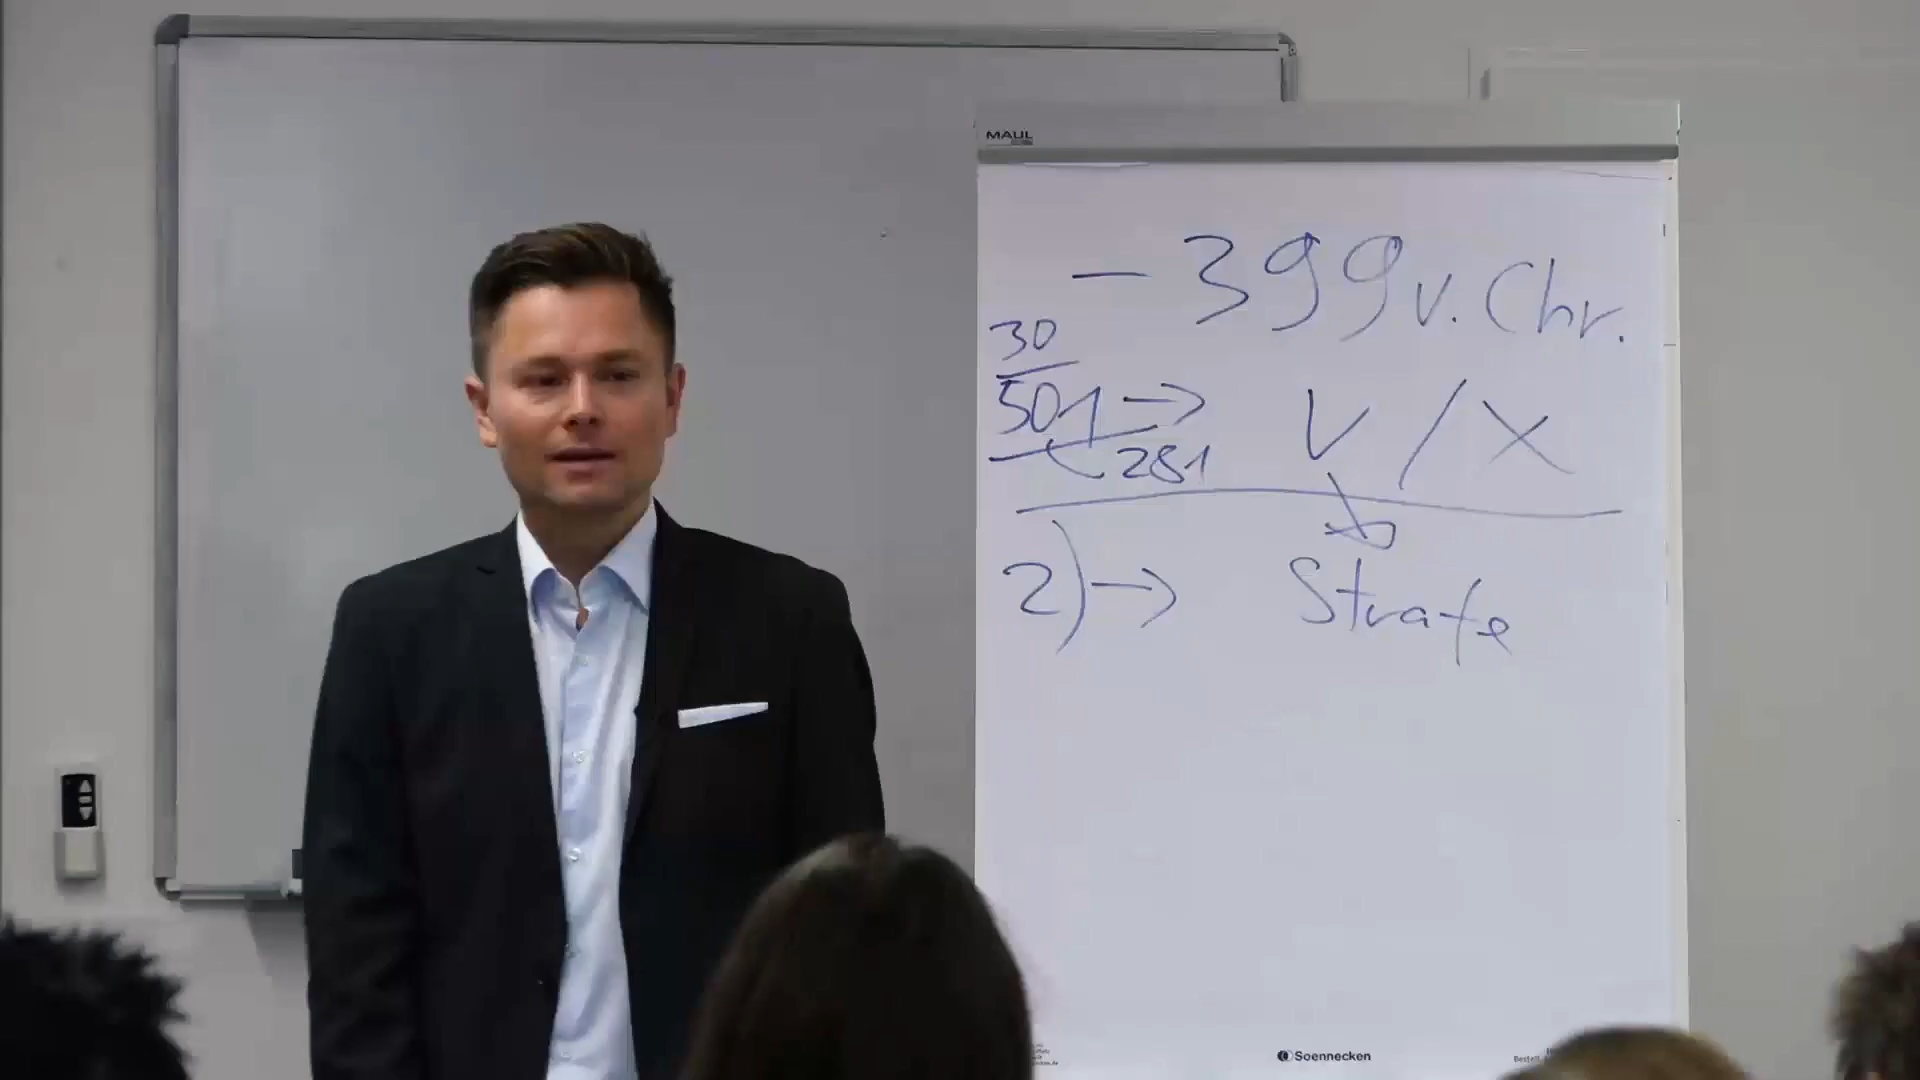 MAUL
– 399 v. Chr.
30
501 → V / X
281
2) → Strafe
Soennecken